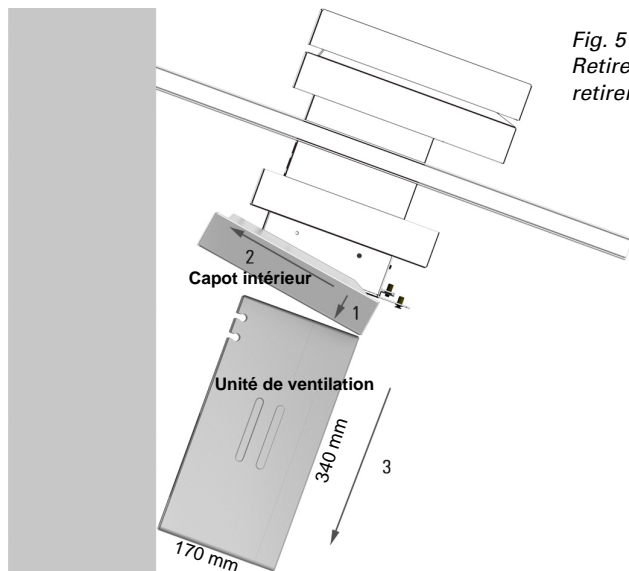 Fig. 5
Retire
retirer
2
Capot intérieur
1
Unité de ventilation
340 mm
3
170 mm